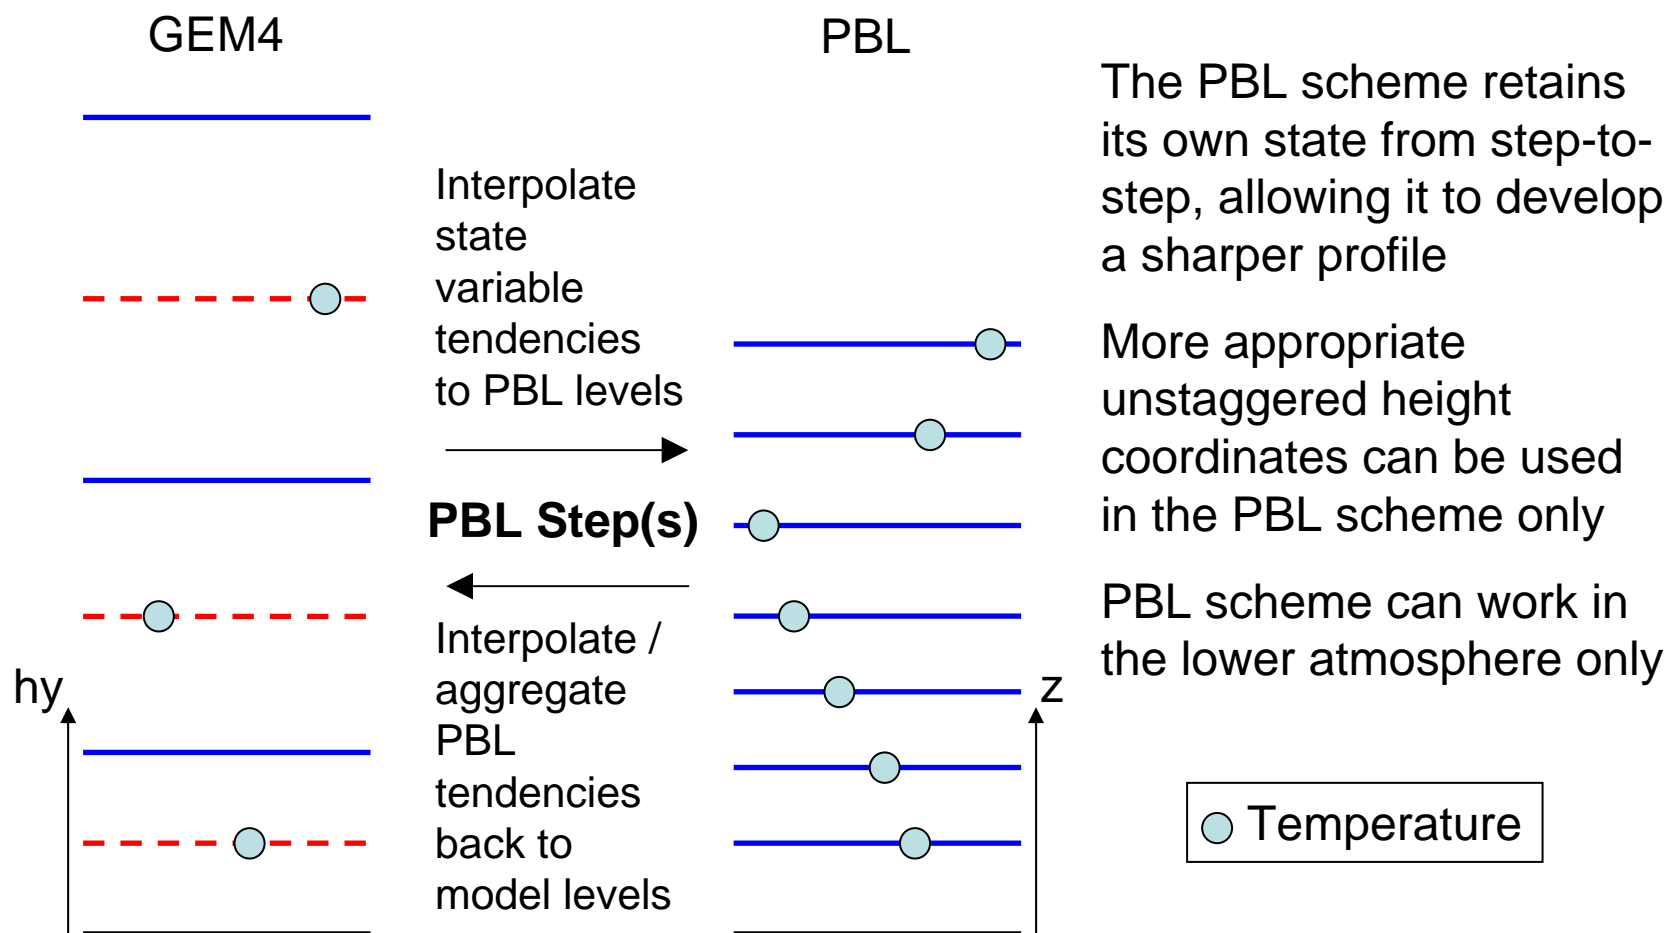 GEM4
PBL
Interpolate
state
variable
tendencies
to PBL levels
PBL Step(s)
Interpolate /
aggregate
PBL
tendencies
back to
model levels
hy
z
The PBL scheme retains
its own state from step-to-
step, allowing it to develop
a sharper profile
More appropriate
unstaggered height
coordinates can be used
in the PBL scheme only
PBL scheme can work in
the lower atmosphere only
Temperature